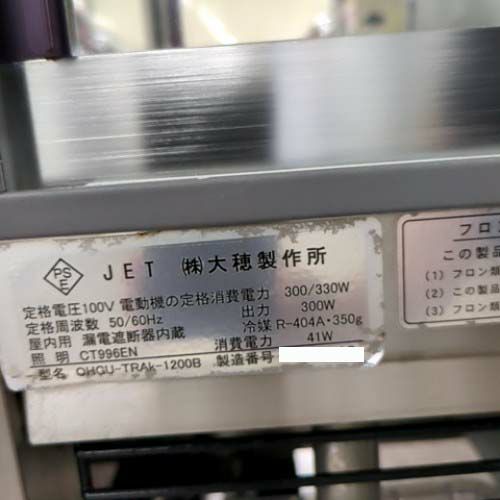 PSE JET ㈱大穂製作所
定格電圧100V 電動機の定格消費電力 300/330W
定格周波数 50/60Hz 出力 300W
屋内用 漏電遮断器内蔵 冷媒 R-404A・350g
照 明 CT996EN 消費電力 41W
型名 OHGU-TRAk-1200B 製造番号
フロン
この製品
(1) フロン類
(2) この製品
(3) フロン類